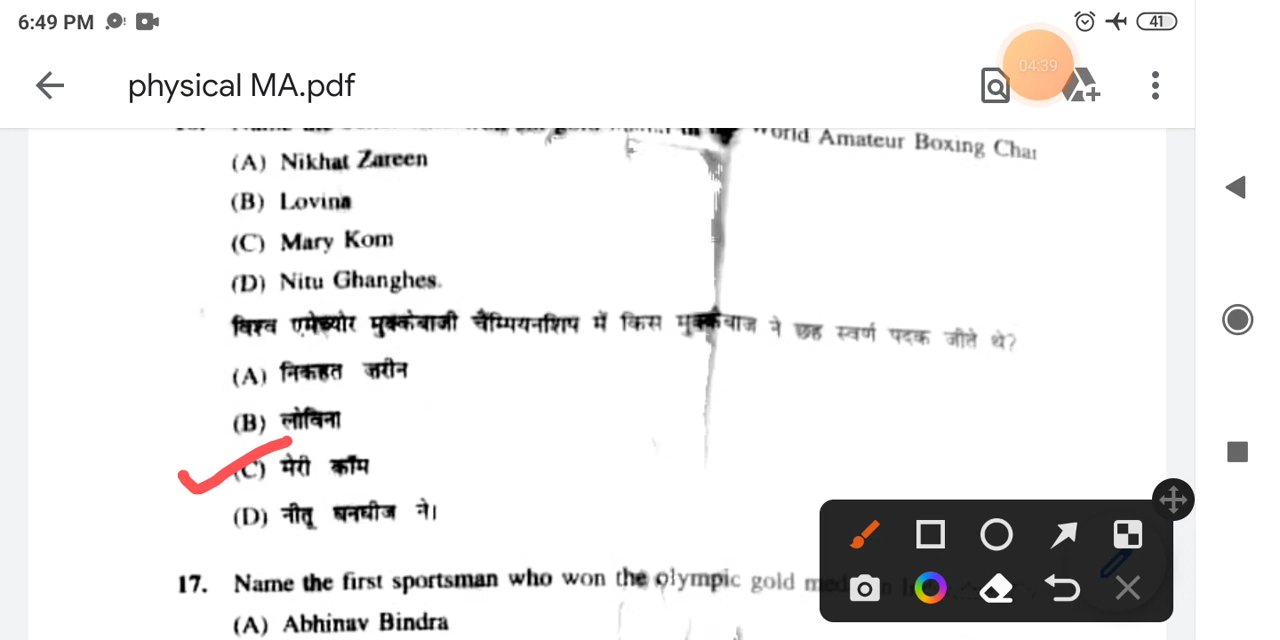 6:49 PM
41
04:39
physical MA.pdf
World Amateur Boxing Cha
(A) Nikhat Zareen
(B) Lovina
(C) Mary Kom
(D) Nitu Ghanghes.
विश्व एमेच्योर मुक्केबाजी चैम्पियनशिप में किस मुक्केबाज ने छह स्वर्ण पदक जीते थे?
(A) निकहत ज़रीन
(B) लोविना
(C) मेरी कॉम
(D) नीतू घनघीज ने।
17. Name the first sportsman who won the olympic gold
(A) Abhinav Bindra